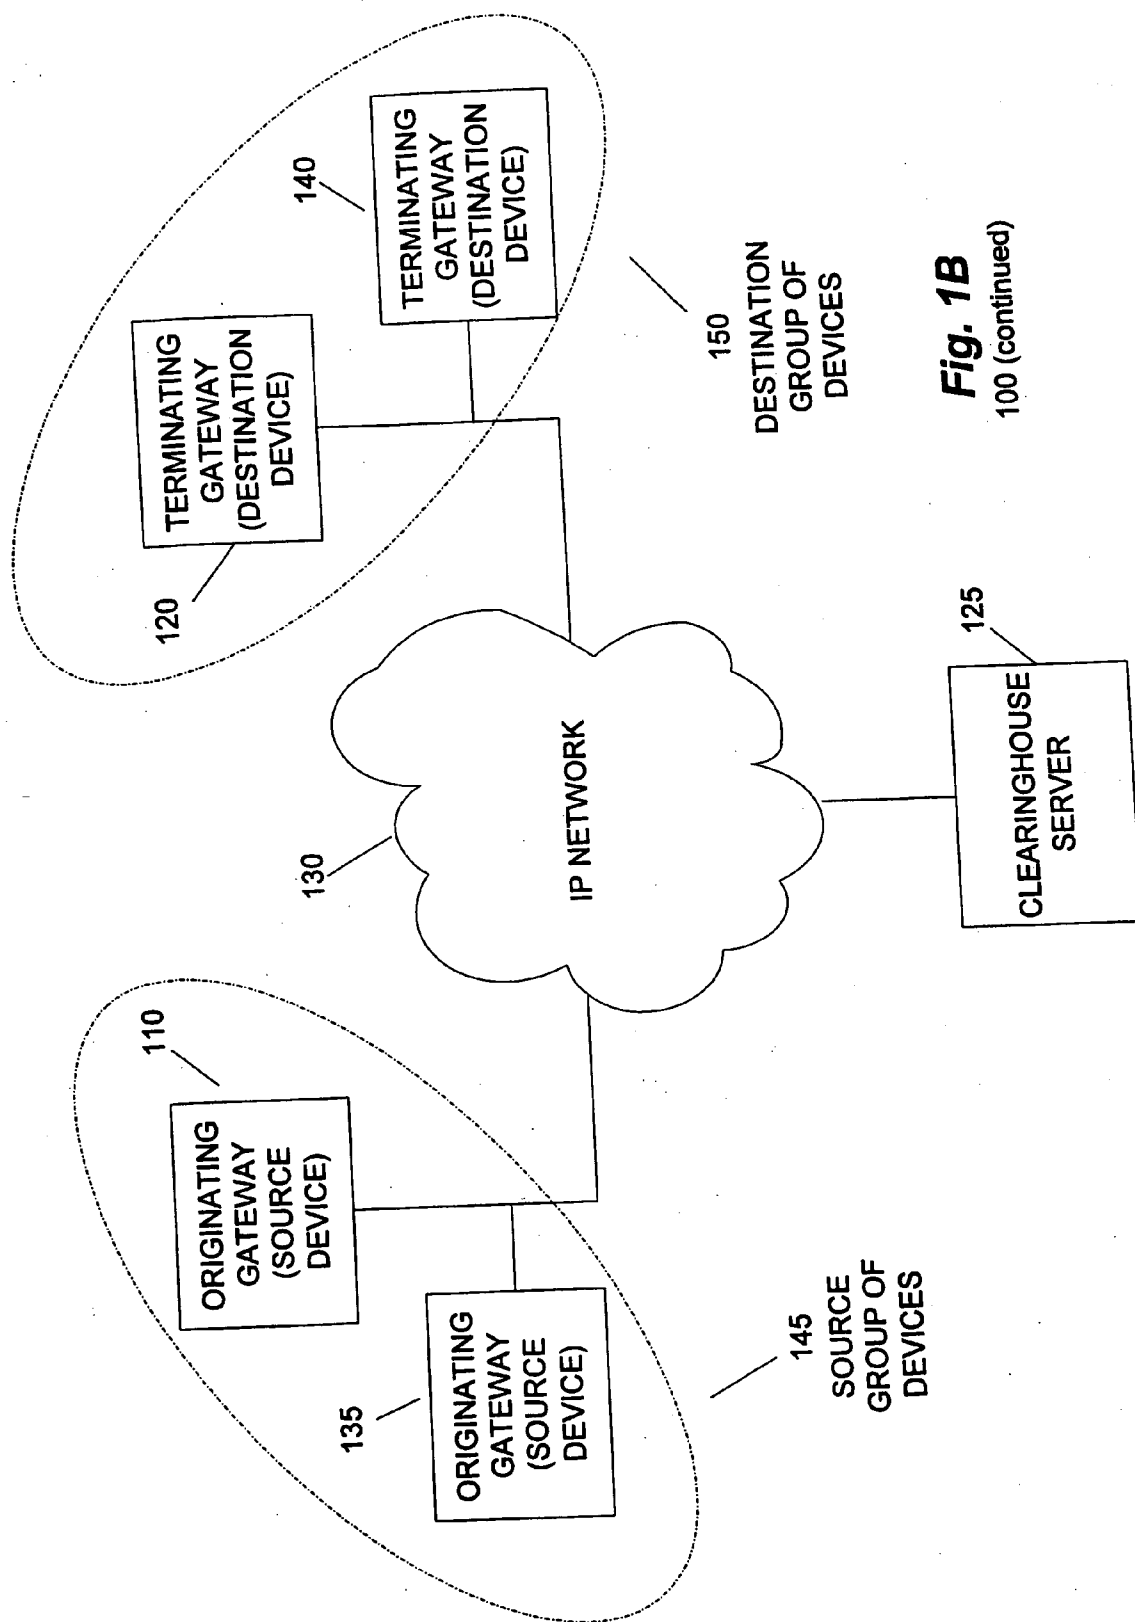 110
ORIGINATING
GATEWAY
(SOURCE
DEVICE)
135
ORIGINATING
GATEWAY
(SOURCE
DEVICE)
145
SOURCE
GROUP OF
DEVICES
130
IP NETWORK
125
CLEARINGHOUSE
SERVER
120
TERMINATING
GATEWAY
(DESTINATION
DEVICE)
140
TERMINATING
GATEWAY
(DESTINATION
DEVICE)
150
DESTINATION
GROUP OF
DEVICES
Fig. 1B
100 (continued)